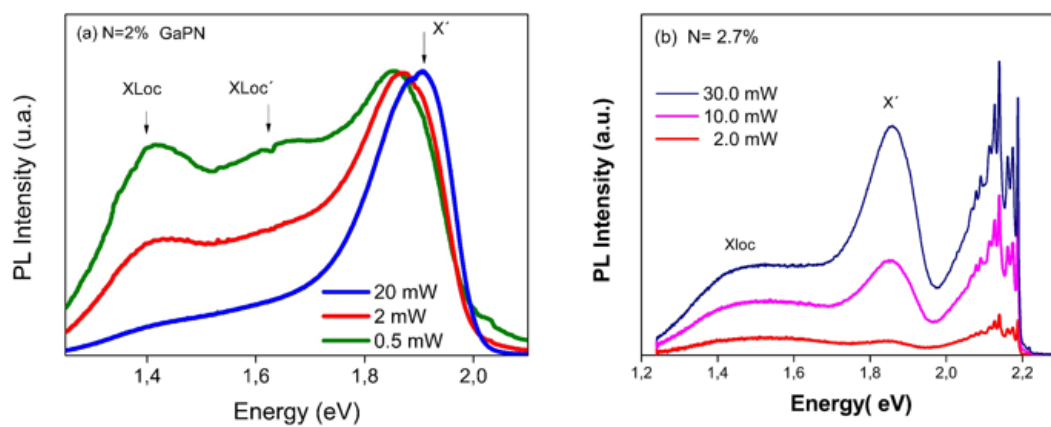 (a) N=2%  GaPN
X´
XLoc
XLoc´
20 mW
2 mW
0.5 mW
PL Intensity (u.a.)
1,4
1,6
1,8
2,0
Energy (eV)
(b)  N= 2.7%
30.0 mW
10.0 mW
2.0 mW
X´
Xloc
PL Intensity (a.u.)
1,2
1,4
1,6
1,8
2,0
2,2
Energy( eV)